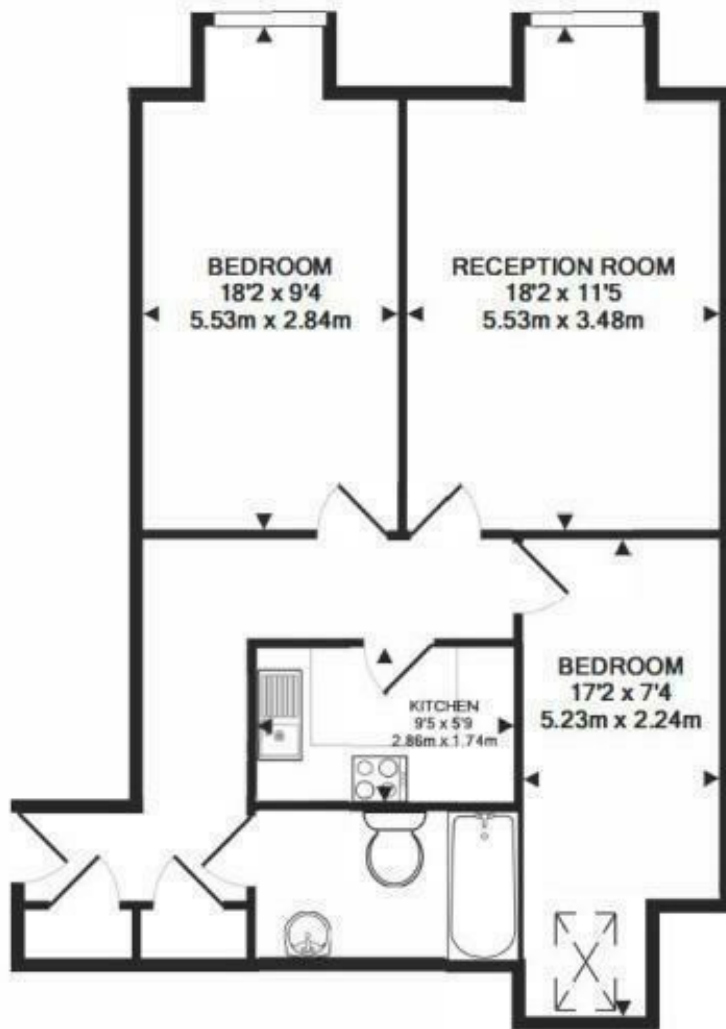 BEDROOM
18'2 x 9'4
5.53m x 2.84m
RECEPTION ROOM
18'2 x 11'5
5.53m x 3.48m
KITCHEN
9'5 x 5'9
2.86m x 1.74m
BEDROOM
17'2 x 7'4
5.23m x 2.24m